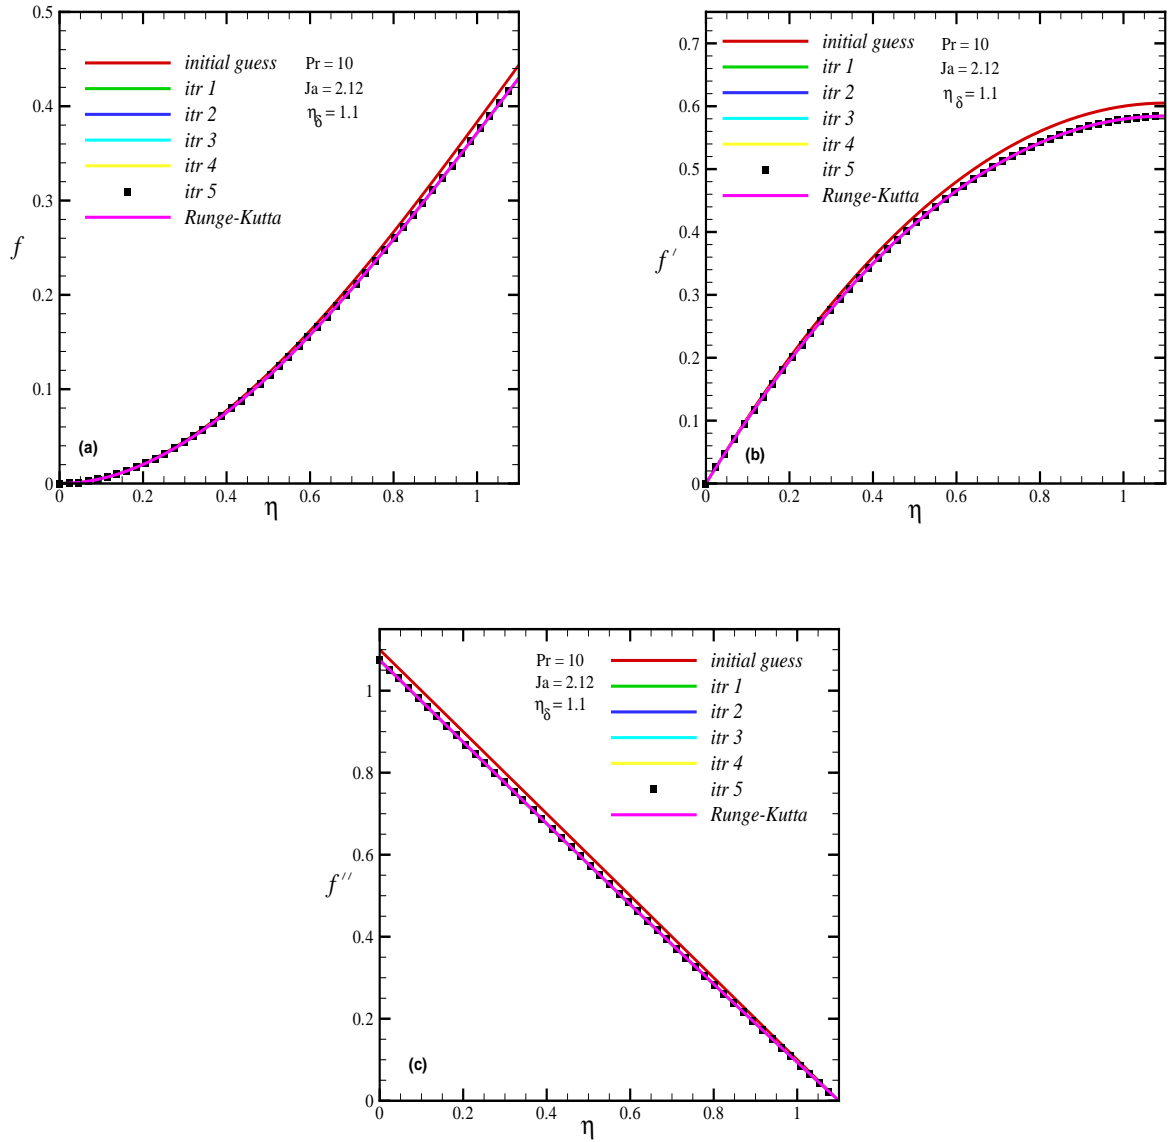 0.5
0.4
0.3
0.2
0.1
0
f
initial guess
itr 1
itr 2
itr 3
itr 4
itr 5
Runge-Kutta
Pr = 10
Ja = 2.12
η_δ = 1.1
(a)
0 0.2 0.4 0.6 0.8 1
η
0.7
0.6
0.5
0.4
0.3
0.2
0.1
0
f′
initial guess
itr 1
itr 2
itr 3
itr 4
itr 5
Runge-Kutta
Pr = 10
Ja = 2.12
η_δ = 1.1
(b)
0 0.2 0.4 0.6 0.8 1
η
1
0.8
0.6
0.4
0.2
0
f′′
Pr = 10
Ja = 2.12
η_δ = 1.1
initial guess
itr 1
itr 2
itr 3
itr 4
itr 5
Runge-Kutta
(c)
0 0.2 0.4 0.6 0.8 1
η